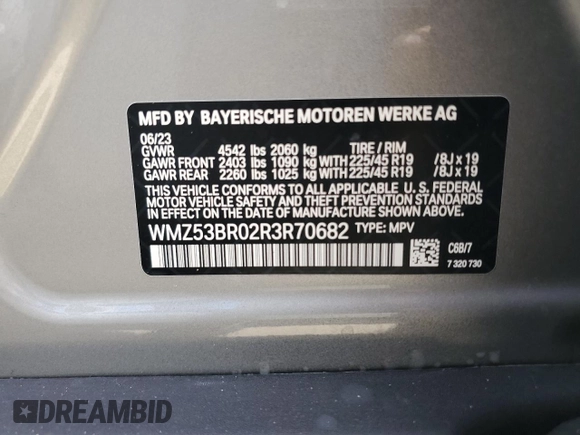 MFD BY BAYERISCHE MOTOREN WERKE AG
06/23
GVWR 4542 lbs 2060 kg TIRE / RIM
GAWR FRONT 2403 lbs 1090 kg WITH 225/45 R19 /8J x 19
GAWR REAR 2260 lbs 1025 kg WITH 225/45 R19 /8J x 19
THIS VEHICLE CONFORMS TO ALL APPLICABLE U. S. FEDERAL
MOTOR VEHICLE SAFETY AND THEFT PREVENTION STANDARDS
IN EFFECT ON THE DATE OF MANUFACTURE SHOWN ABOVE.
WMZ53BR02R3R70682 TYPE: MPV
C6B/7
7 320 730
DREAMBID